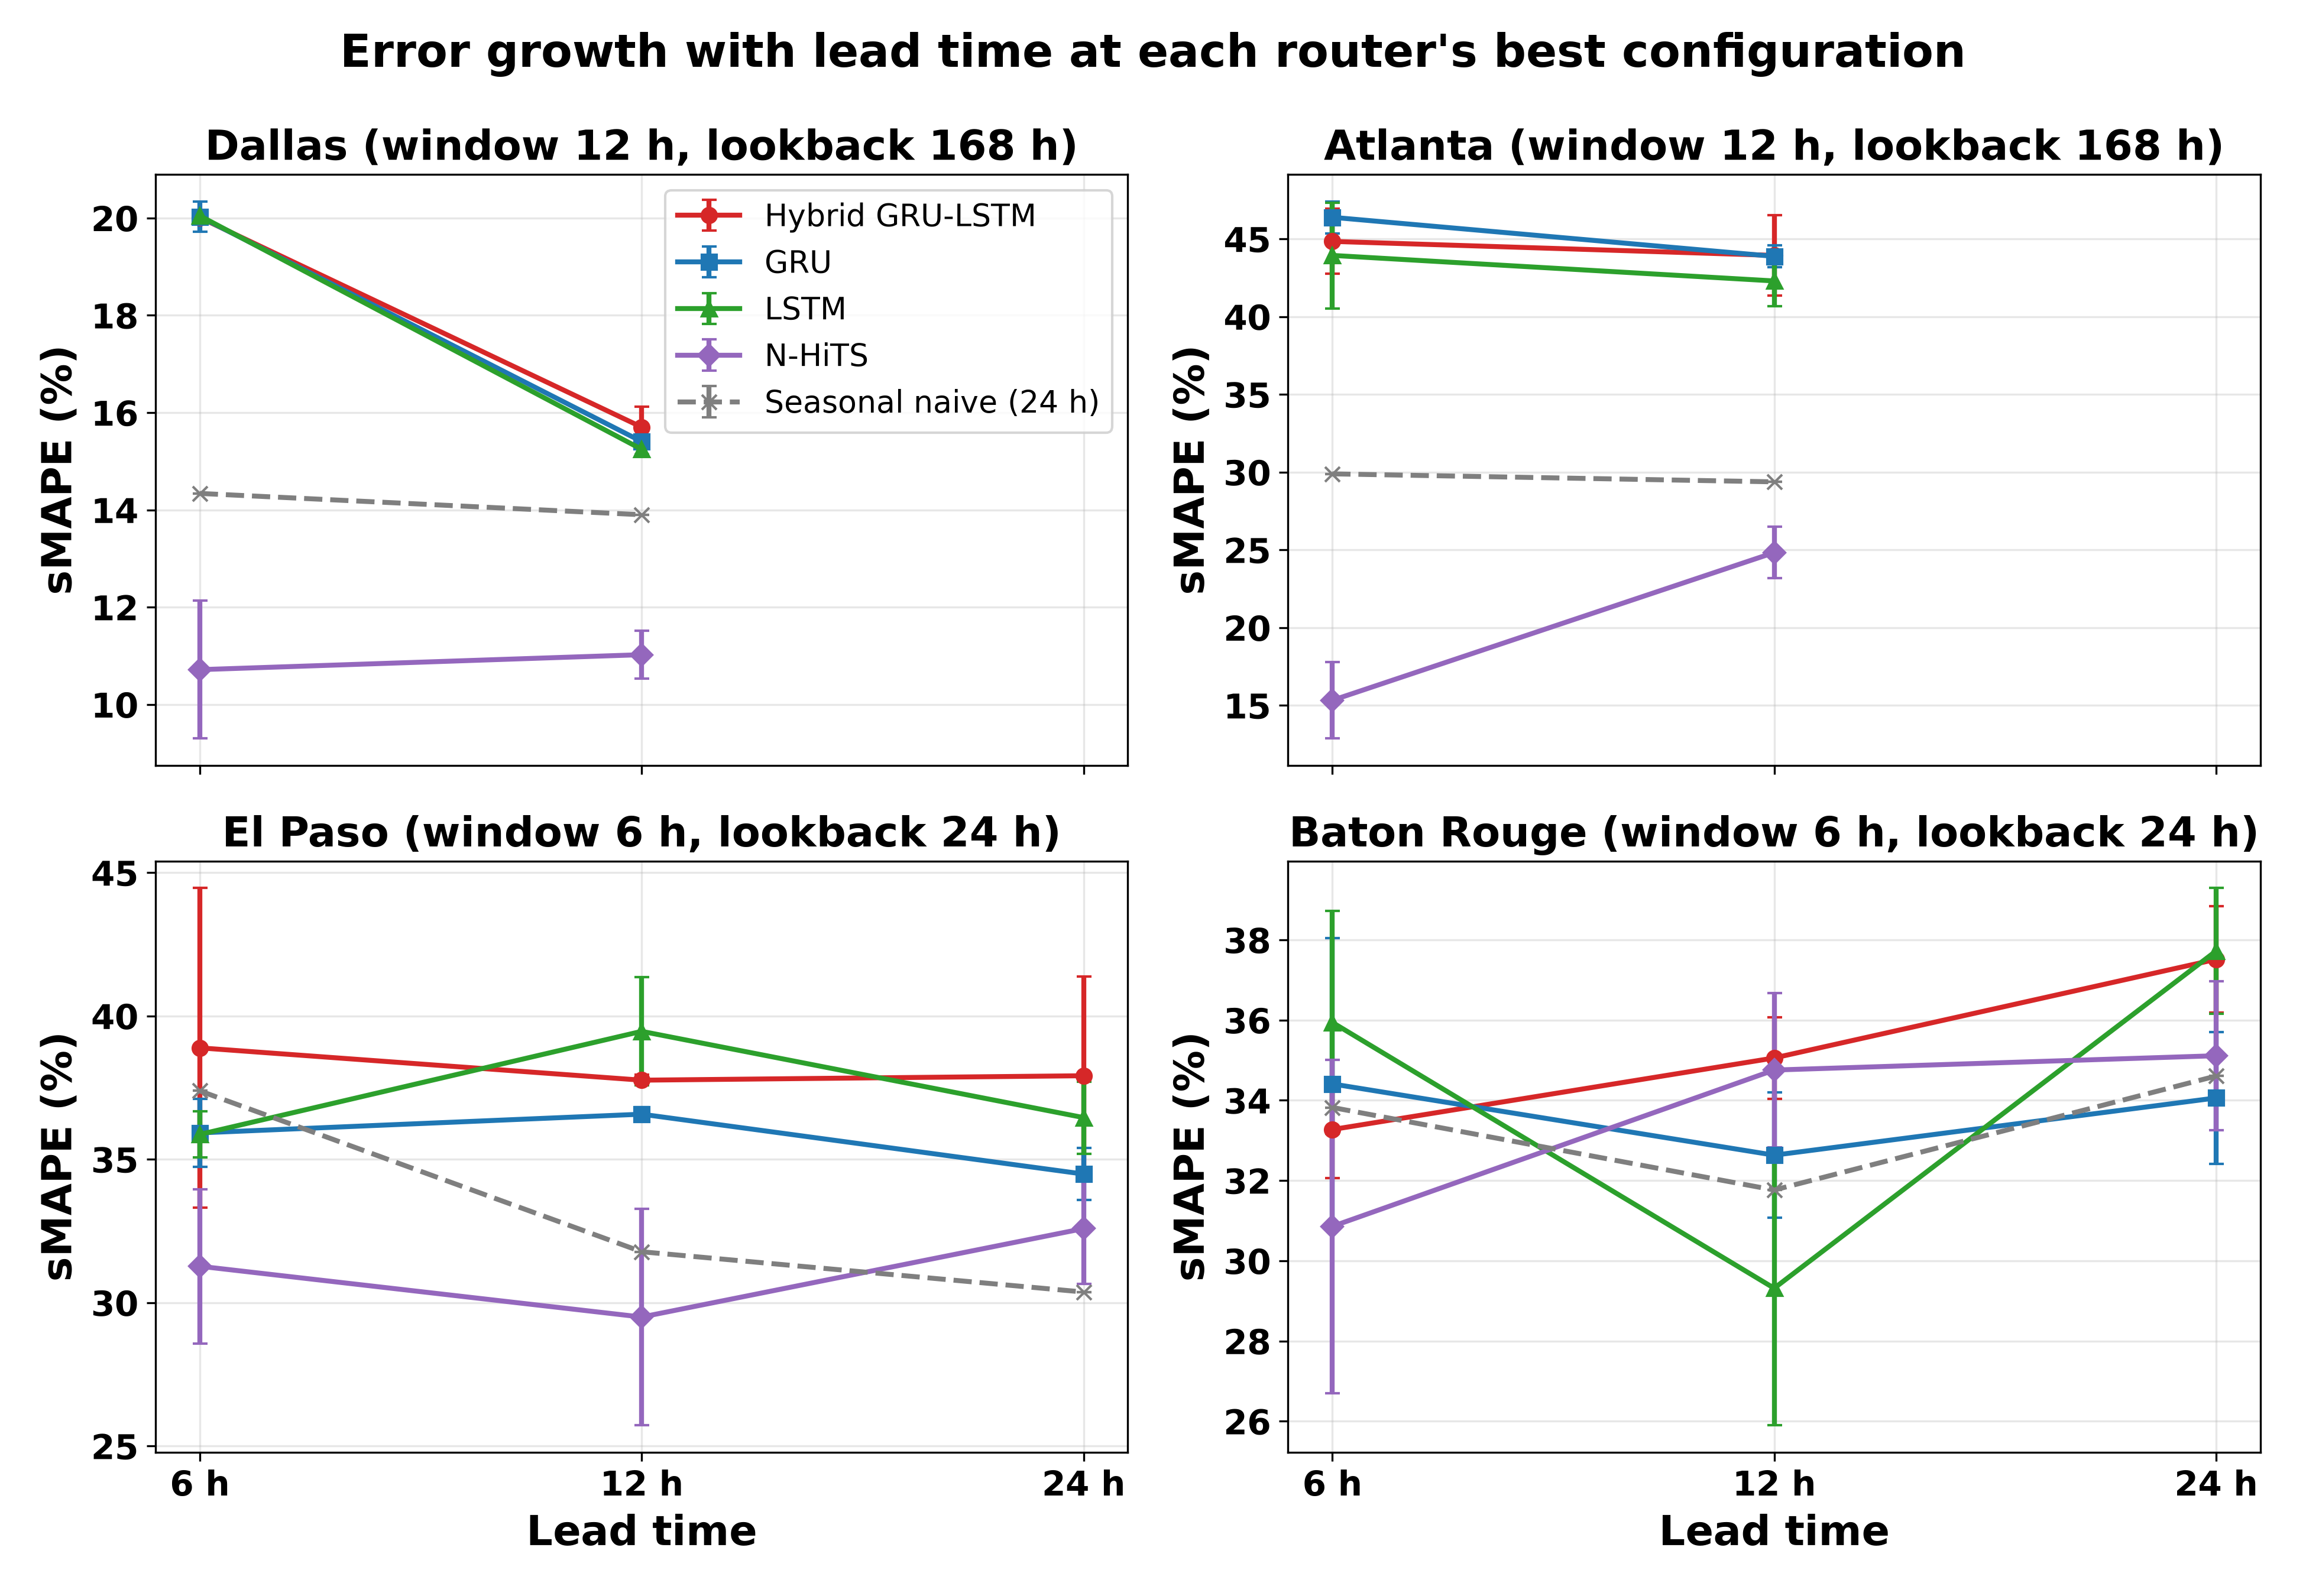 Error growth with lead time at each router's best configuration
Dallas (window 12 h, lookback 168 h)
sMAPE (%)
20
18
16
14
12
10
Hybrid GRU-LSTM
GRU
LSTM
N-HiTS
Seasonal naive (24 h)
Atlanta (window 12 h, lookback 168 h)
sMAPE (%)
45
40
35
30
25
20
15
El Paso (window 6 h, lookback 24 h)
sMAPE (%)
45
40
35
30
25
6 h
12 h
24 h
Lead time
Baton Rouge (window 6 h, lookback 24 h)
sMAPE (%)
38
36
34
32
30
28
26
6 h
12 h
24 h
Lead time